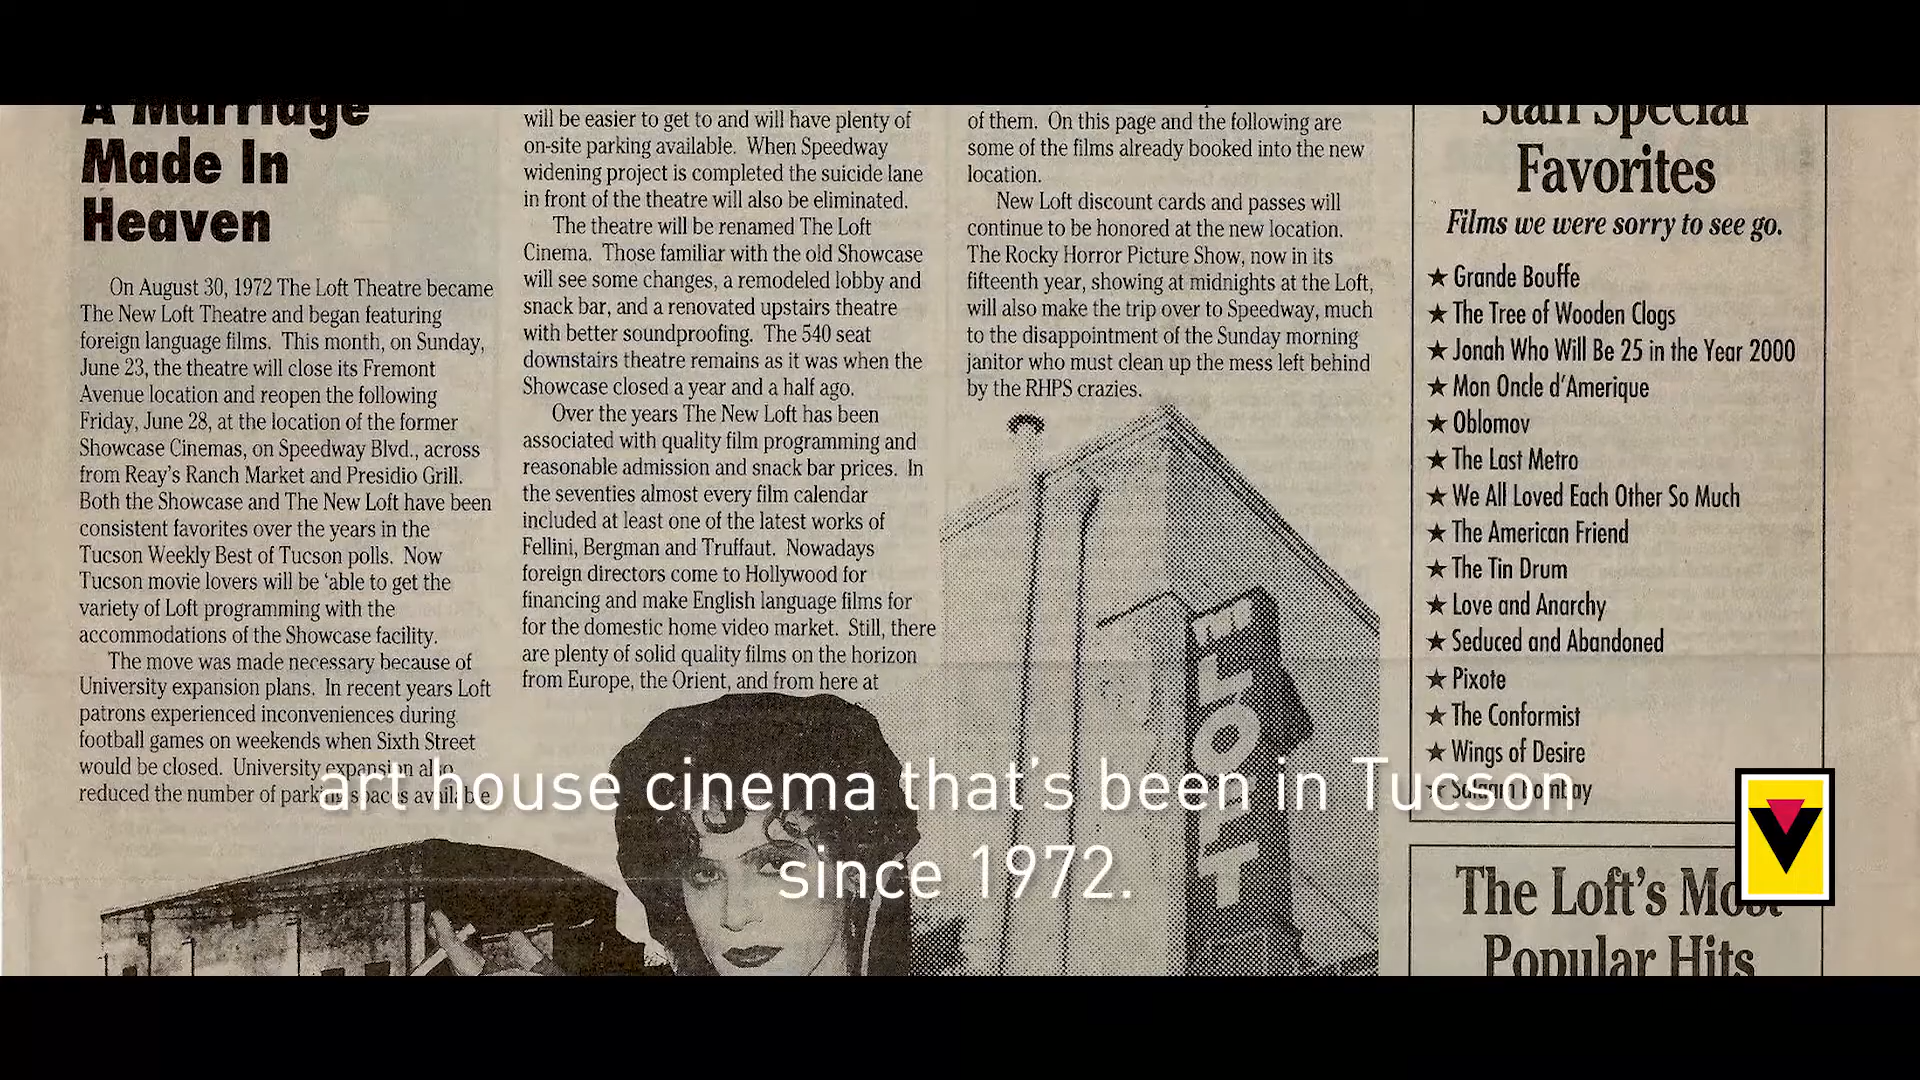 A Marriage
Made In
Heaven
On August 30, 1972 The Loft Theatre became
The New Loft Theatre and began featuring
foreign language films. This month, on Sunday,
June 23, the theatre will close its Fremont
Avenue location and reopen the following
Friday, June 28, at the location of the former
Showcase Cinemas, on Speedway Blvd., across
from Reay's Ranch Market and Presidio Grill.
Both the Showcase and The New Loft have been
consistent favorites over the years in the
Tucson Weekly Best of Tucson polls. Now
Tucson movie lovers will be 'able to get the
variety of Loft programming with the
accommodations of the Showcase facility.
The move was made necessary because of
University expansion plans. In recent years Loft
patrons experienced inconveniences during
football games on weekends when Sixth Street
would be closed. University expansion also
reduced the number of parking spaces available
will be easier to get to and will have plenty of
on-site parking available. When Speedway
widening project is completed the suicide lane
in front of the theatre will also be eliminated.
The theatre will be renamed The Loft
Cinema. Those familiar with the old Showcase
will see some changes, a remodeled lobby and
snack bar, and a renovated upstairs theatre
with better soundproofing. The 540 seat
downstairs theatre remains as it was when the
Showcase closed a year and a half ago.
Over the years The New Loft has been
associated with quality film programming and
reasonable admission and snack bar prices. In
the seventies almost every film calendar
included at least one of the latest works of
Fellini, Bergman and Truffaut. Nowadays
foreign directors come to Hollywood for
financing and make English language films for
for the domestic home video market. Still, there
are plenty of solid quality films on the horizon
from Europe, the Orient, and from here at
of them. On this page and the following are
some of the films already booked into the new
location.
New Loft discount cards and passes will
continue to be honored at the new location.
The Rocky Horror Picture Show, now in its
fifteenth year, showing at midnights at the Loft,
will also make the trip over to Speedway, much
to the disappointment of the Sunday morning
janitor who must clean up the mess left behind
by the RHPS crazies.
LOFT
Staff Special
Favorites
Films we were sorry to see go.
★ Grande Bouffe
★ The Tree of Wooden Clogs
★ Jonah Who Will Be 25 in the Year 2000
★ Mon Oncle d'Amerique
★ Oblomov
★ The Last Metro
★ We All Loved Each Other So Much
★ The American Friend
★ The Tin Drum
★ Love and Anarchy
★ Seduced and Abandoned
★ Pixote
★ The Conformist
★ Wings of Desire
★ Salaam Bombay
The Loft's Most
Popular Hits
art house cinema that's been in Tucson
since 1972.